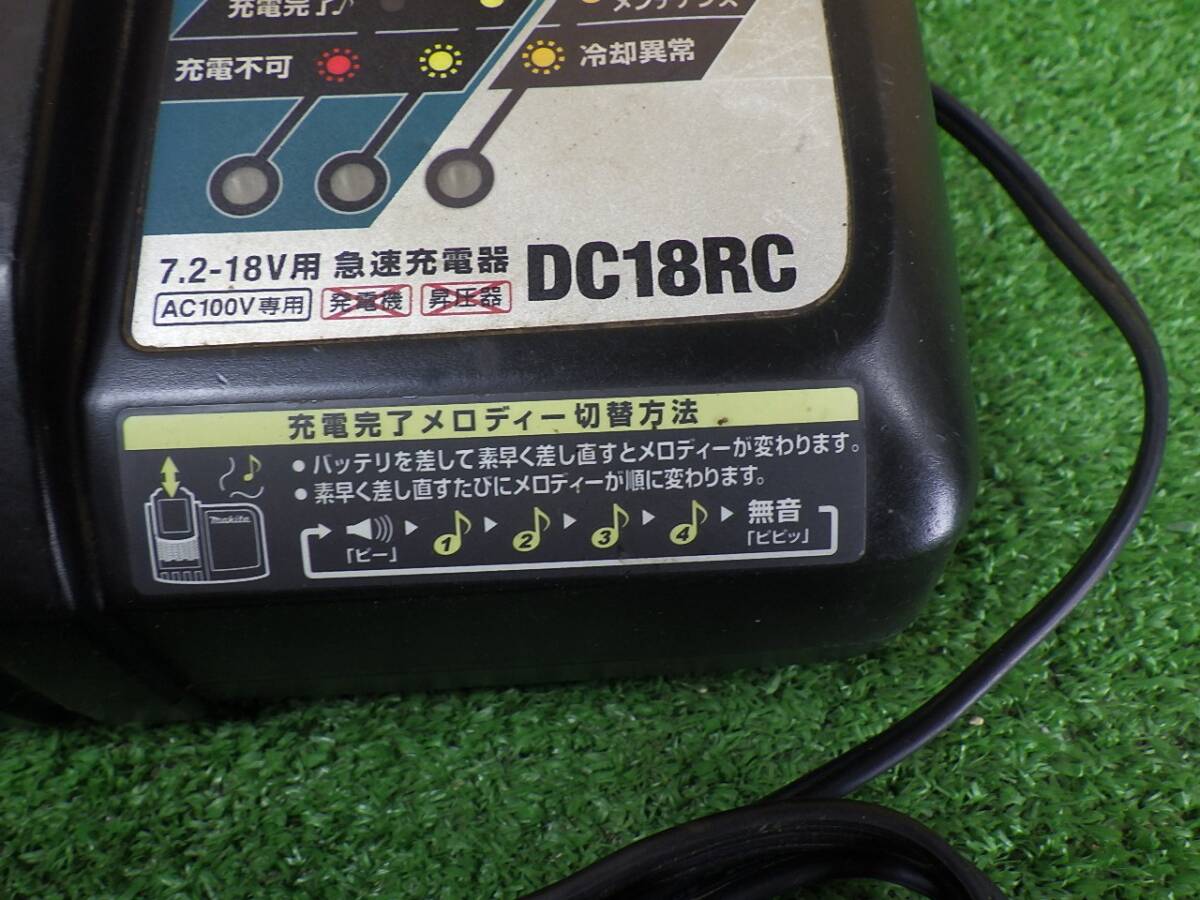 充電完了♪
メンテナンス
充電不可
冷却異常
7.2-18V用 急速充電器 DC18RC
AC100V専用 発電機 昇圧器
充電完了メロディー切替方法
● バッテリを差して素早く差し直すとメロディーが変わります。
● 素早く差し直すたびにメロディーが順に変わります。
makita
1 2 3 4 無音
「ピー」 「ピピッ」